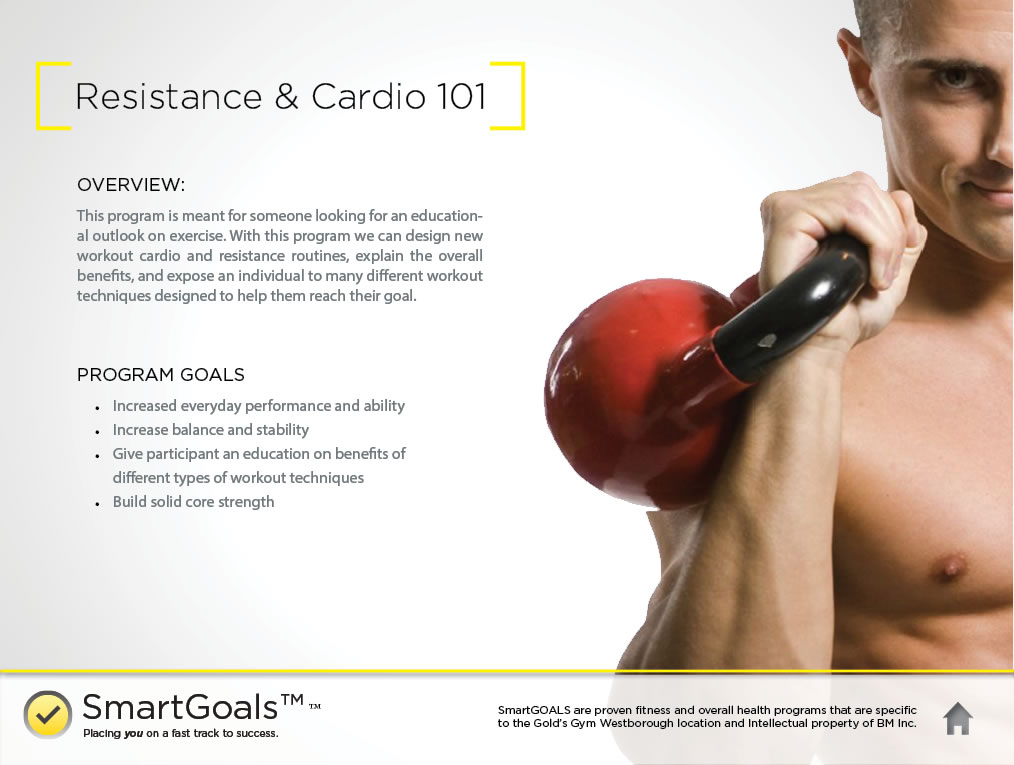 Resistance & Cardio 101
OVERVIEW:
This program is meant for someone looking for an education-
al outlook on exercise. With this program we can design new
workout cardio and resistance routines, explain the overall
benefits, and expose an individual to many different workout
techniques designed to help them reach their goal.
PROGRAM GOALS
• Increased everyday performance and ability
• Increase balance and stability
• Give participant an education on benefits of
different types of workout techniques
• Build solid core strength
SmartGoals™ ™
Placing you on a fast track to success.
SmartGOALS are proven fitness and overall health programs that are specific
to the Gold's Gym Westborough location and Intellectual property of BM Inc.